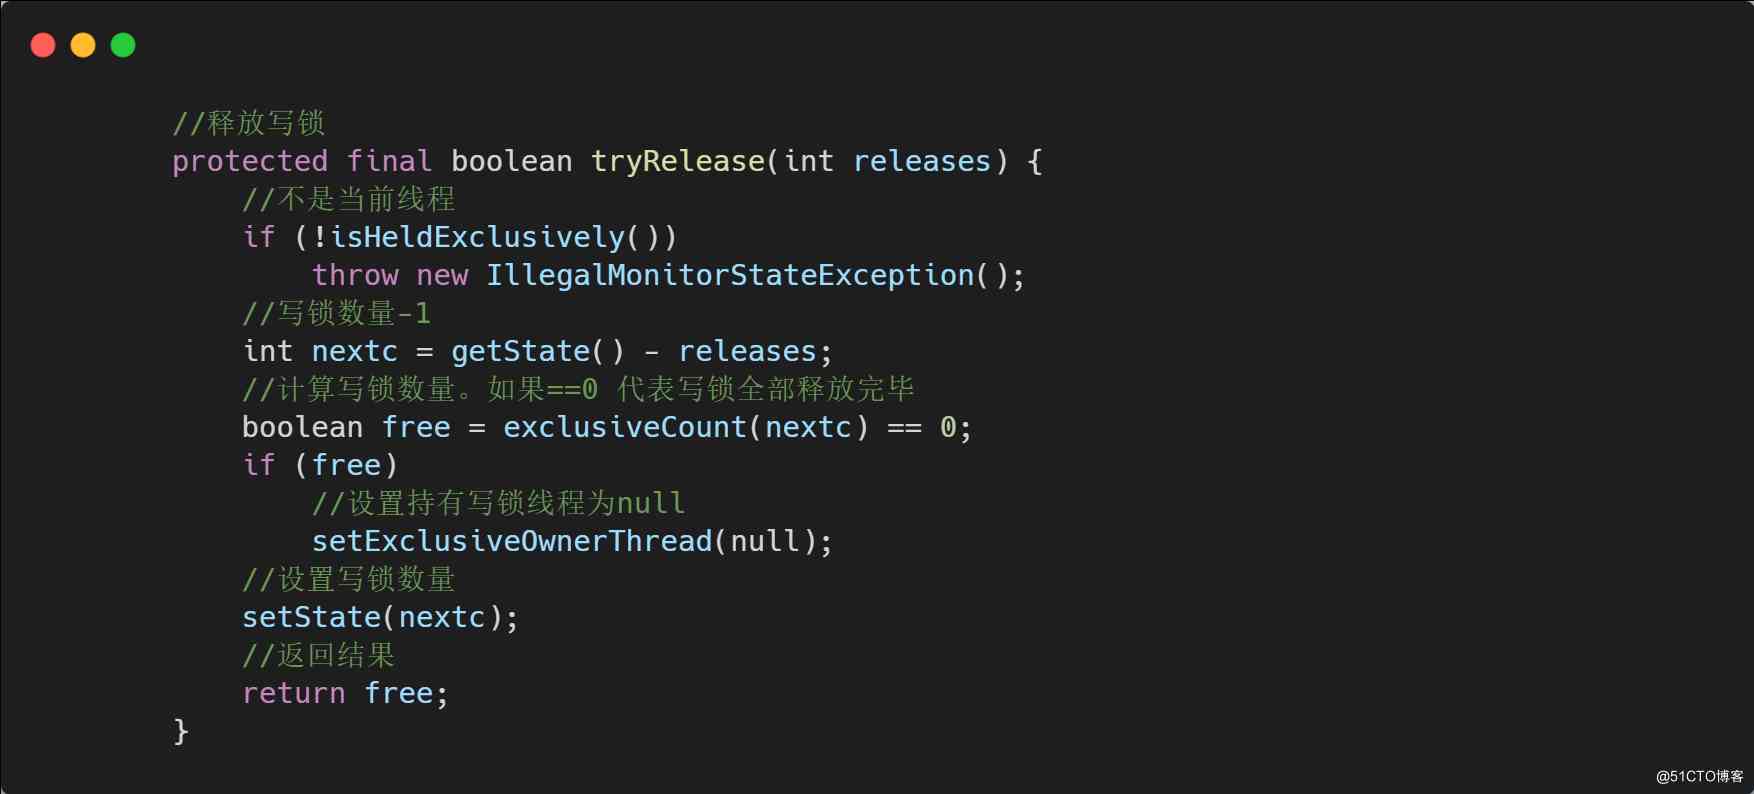 //释放写锁
protected final boolean tryRelease(int releases) {
//不是当前线程
if (!isHeldExclusively())
throw new IllegalMonitorStateException();
//写锁数量-1
int nextc = getState() - releases;
//计算写锁数量。如果==0 代表写锁全部释放完毕
boolean free = exclusiveCount(nextc) == 0;
if (free)
//设置持有写锁线程为null
setExclusiveOwnerThread(null);
//设置写锁数量
setState(nextc);
//返回结果
return free;
}
@51CTO博客